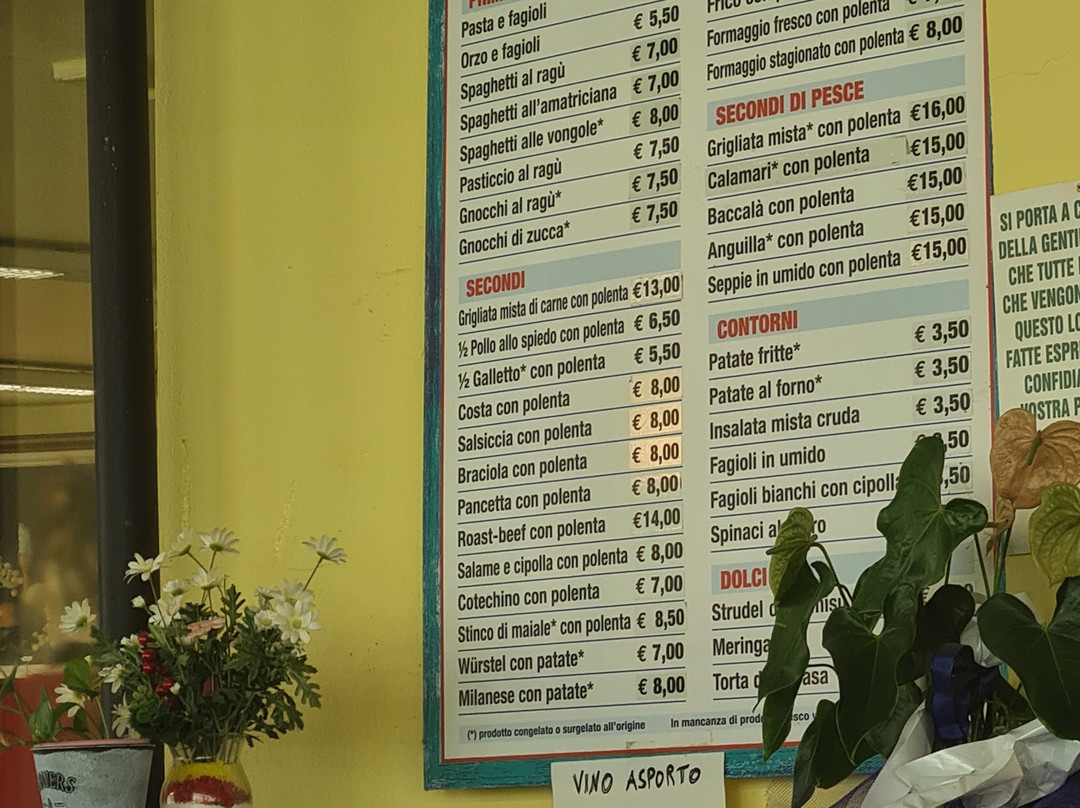 Pasta e fagioli
Orzo e fagioli € 5,50
Spaghetti al ragù € 7,00
Spaghetti all'amatriciana € 7,00
Spaghetti alle vongole* € 8,00
Pasticcio al ragù € 7,50
Gnocchi al ragù* € 7,50
Gnocchi di zucca* € 7,50
SECONDI
Grigliata mista di carne con polenta €13,00
½ Pollo allo spiedo con polenta € 6,50
½ Galletto* con polenta € 5,50
Costa con polenta € 8,00
Salsiccia con polenta € 8,00
Braciola con polenta € 8,00
Pancetta con polenta € 8,00
Roast-beef con polenta €14,00
Salame e cipolla con polenta € 8,00
Cotechino con polenta € 7,00
Stinco di maiale* con polenta € 8,50
Würstel con patate* € 7,00
Milanese con patate* € 8,00
(*) prodotto congelato o surgelato all'origine
Formaggio fresco con polenta
Formaggio stagionato con polenta € 8,00
SECONDI DI PESCE
Grigliata mista* con polenta €16,00
Calamari* con polenta €15,00
Baccalà con polenta €15,00
Anguilla* con polenta €15,00
Seppie in umido con polenta €15,00
CONTORNI
Patate fritte* € 3,50
Patate al forno* € 3,50
Insalata mista cruda € 3,50
Fagioli in umido ,50
Fagioli bianchi con cipolla ,50
Spinaci
DOLCI
Strudel
Meringa
Torta
In mancanza di
VINO ASPORTO
SI PORTA A
DELLA
CHE TUTTE
CHE
QUESTO
FATTE